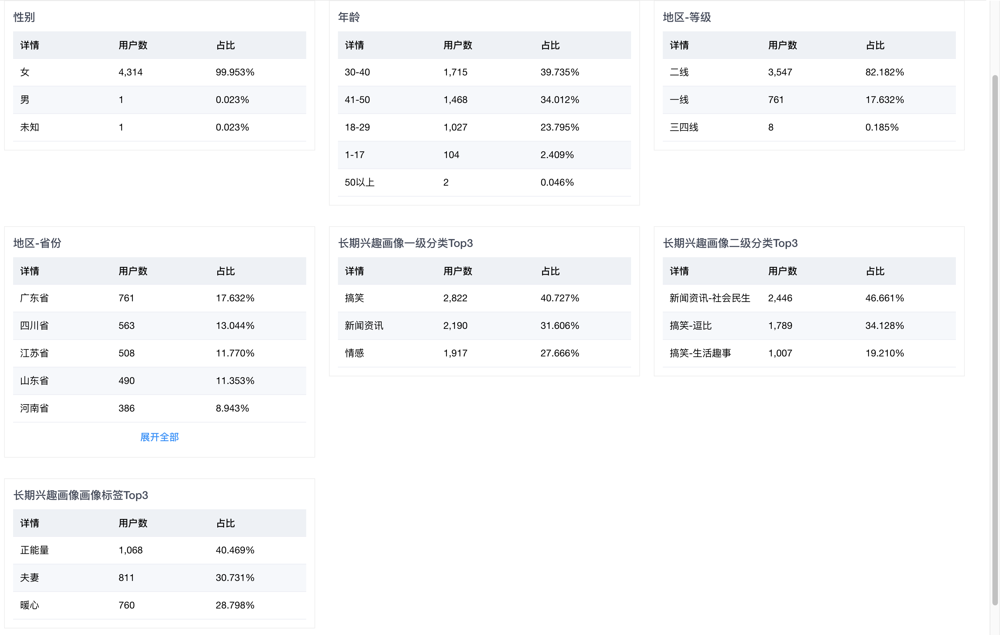 性别
详情 用户数 占比
女 4,314 99.953%
男 1 0.023%
未知 1 0.023%
年龄
详情 用户数 占比
30-40 1,715 39.735%
41-50 1,468 34.012%
18-29 1,027 23.795%
1-17 104 2.409%
50以上 2 0.046%
地区-等级
详情 用户数 占比
二线 3,547 82.182%
一线 761 17.632%
三四线 8 0.185%
地区-省份
详情 用户数 占比
广东省 761 17.632%
四川省 563 13.044%
江苏省 508 11.770%
山东省 490 11.353%
河南省 386 8.943%
展开全部
长期兴趣画像一级分类Top3
详情 用户数 占比
搞笑 2,822 40.727%
新闻资讯 2,190 31.606%
情感 1,917 27.666%
长期兴趣画像二级分类Top3
详情 用户数 占比
新闻资讯-社会民生 2,446 46.661%
搞笑-逗比 1,789 34.128%
搞笑-生活趣事 1,007 19.210%
长期兴趣画像画像标签Top3
详情 用户数 占比
正能量 1,068 40.469%
夫妻 811 30.731%
暖心 760 28.798%